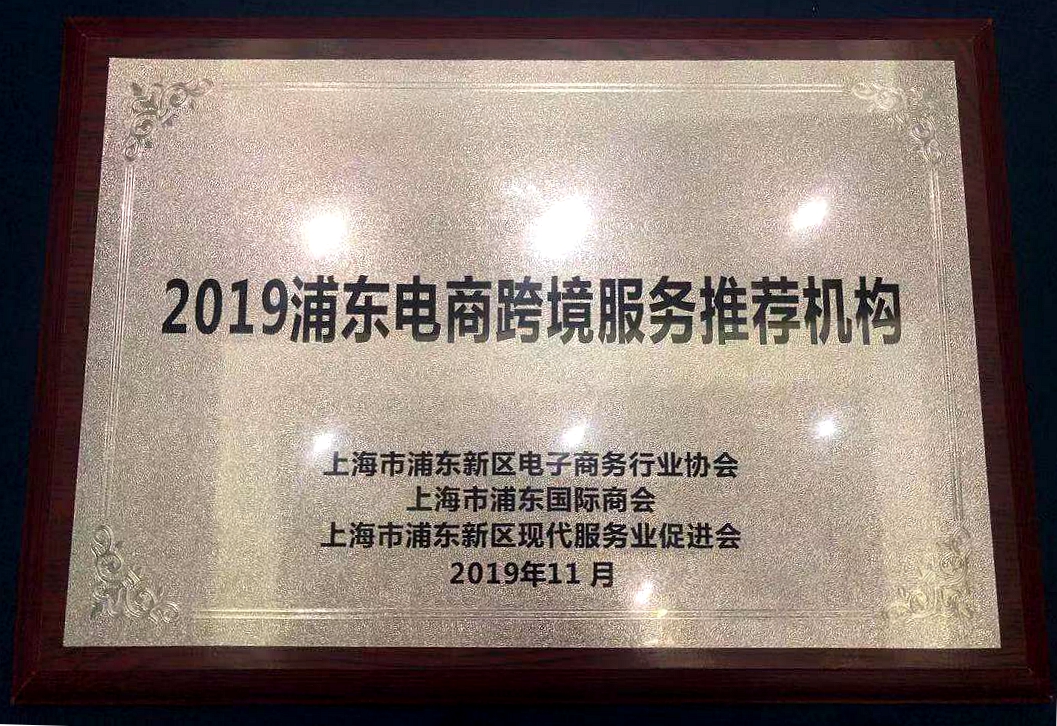 2019浦东电商跨境服务推荐机构
上海市浦东新区电子商务行业协会
上海市浦东国际商会
上海市浦东新区现代服务业促进会
2019年11 月